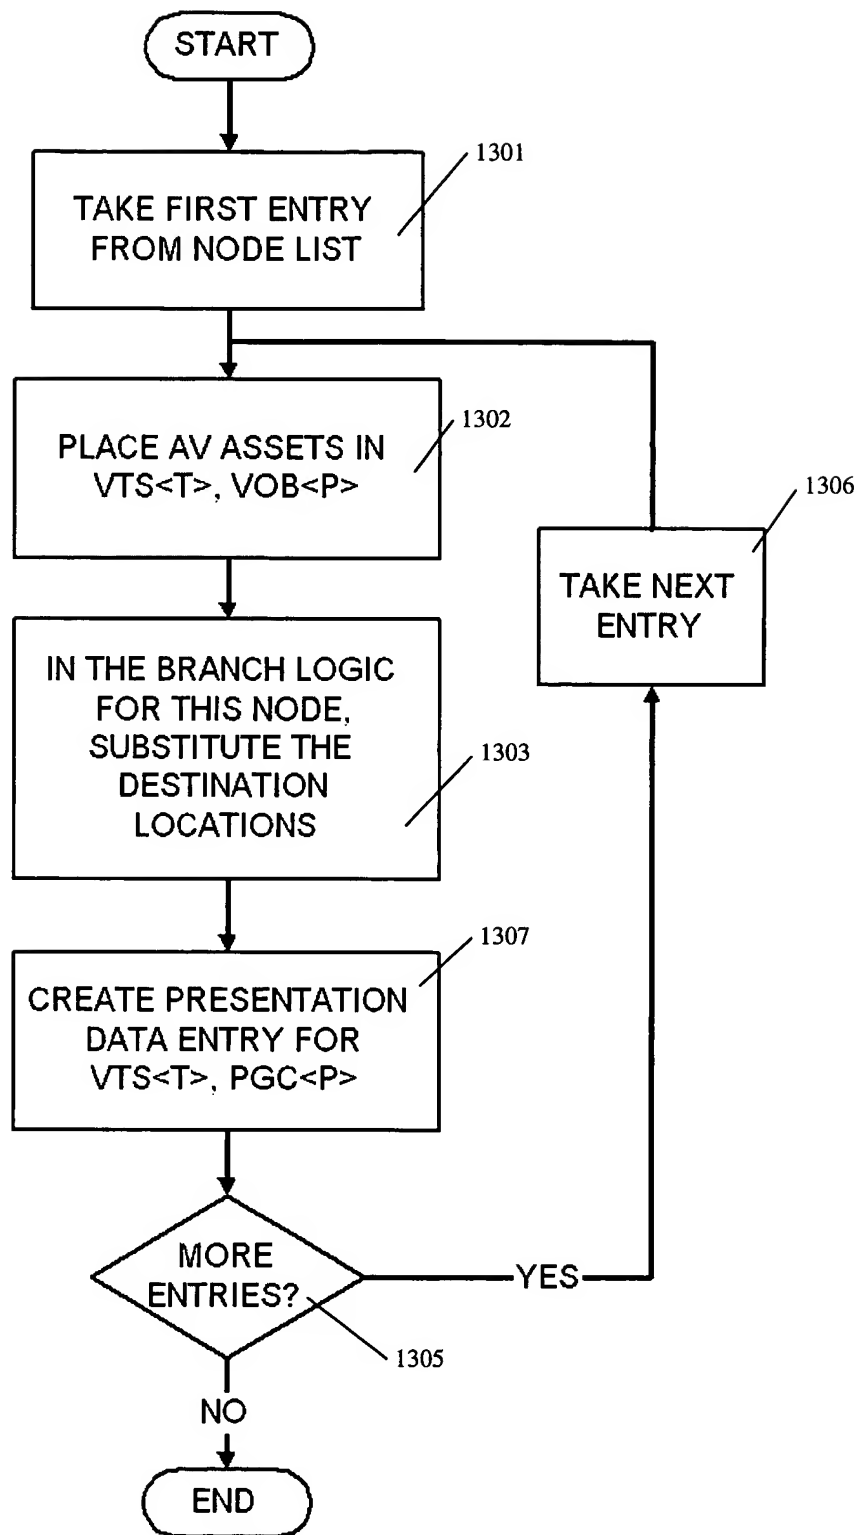 START
1301
TAKE FIRST ENTRY
FROM NODE LIST
1302
PLACE AV ASSETS IN
VTS<T>, VOB<P>
1306
TAKE NEXT
ENTRY
IN THE BRANCH LOGIC
FOR THIS NODE,
SUBSTITUTE THE
DESTINATION
LOCATIONS
1303
1307
CREATE PRESENTATION
DATA ENTRY FOR
VTS<T>, PGC<P>
MORE
ENTRIES?
YES
1305
NO
END